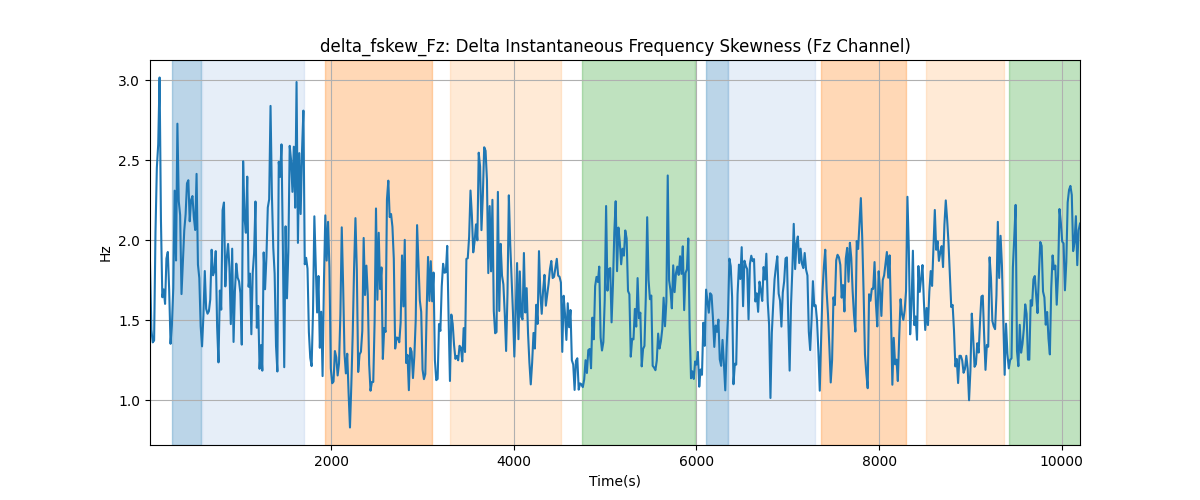 delta_fskew_Fz: Delta Instantaneous Frequency Skewness (Fz Channel)
3.0
2.5
2.0
1.5
1.0
Hz
2000 4000 6000 8000 10000
Time(s)